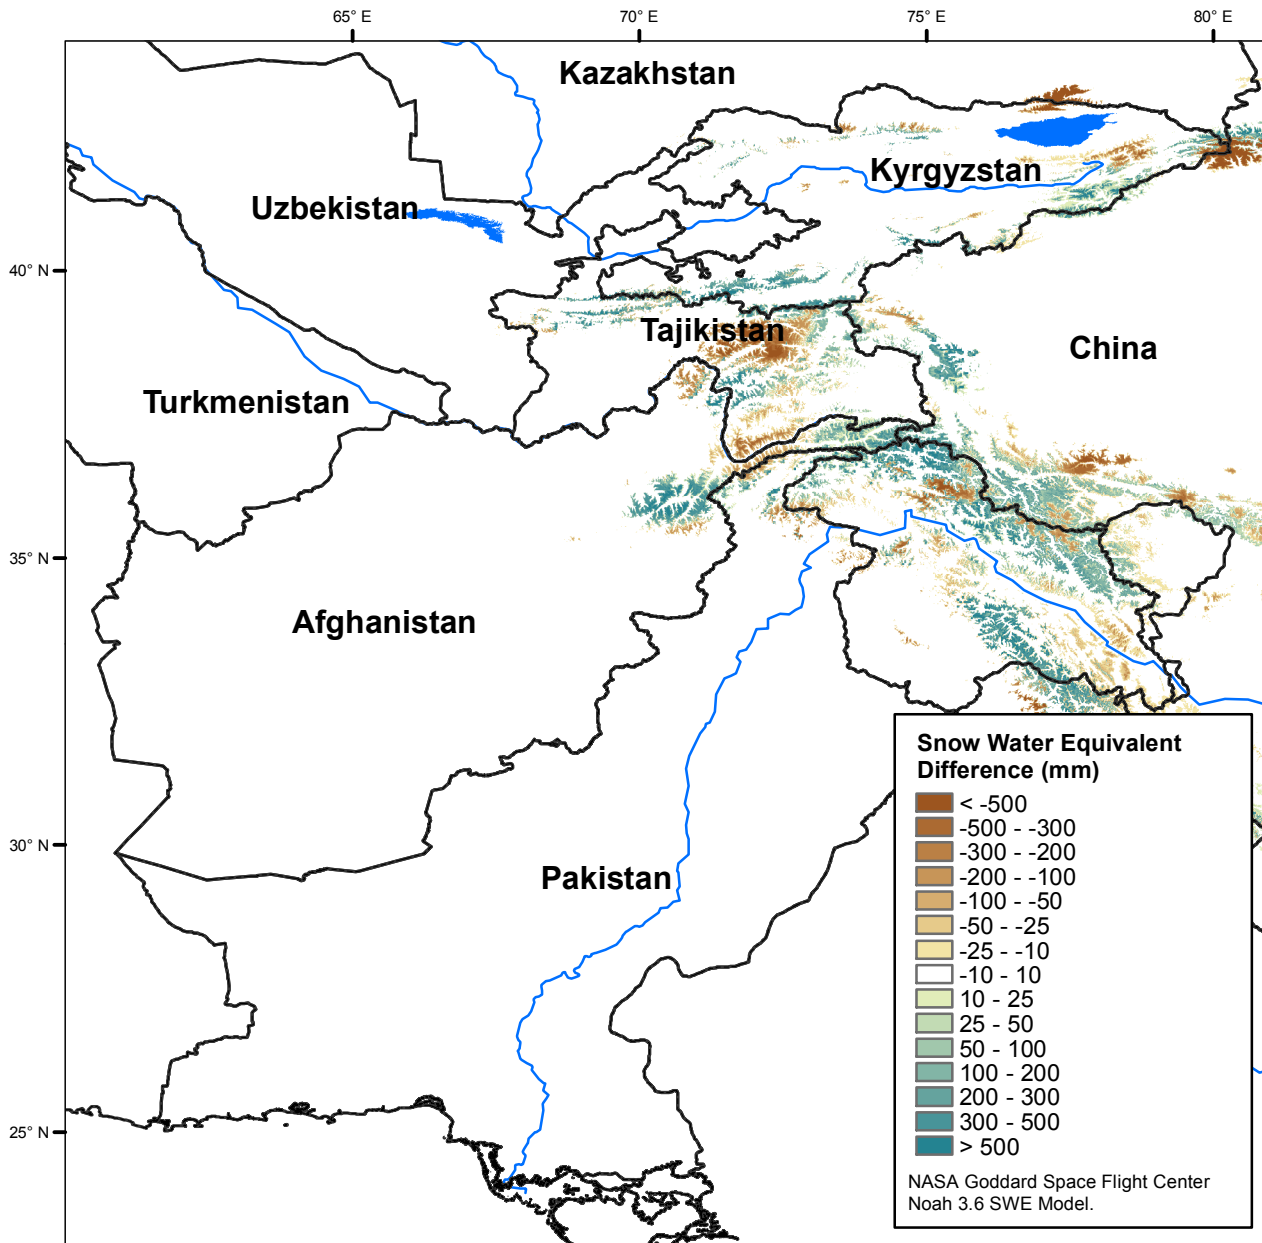 65° E
70° E
75° E
80° E
Kazakhstan
Kyrgyzstan
Uzbekistan
40° N
Tajikistan
China
Turkmenistan
35° N
Afghanistan
30° N
Pakistan
25° N
Snow Water Equivalent
Difference (mm)
< -500
-500 - -300
-300 - -200
-200 - -100
-100 - -50
-50 - -25
-25 - -10
-10 - 10
10 - 25
25 - 50
50 - 100
100 - 200
200 - 300
300 - 500
> 500
NASA Goddard Space Flight Center
Noah 3.6 SWE Model.